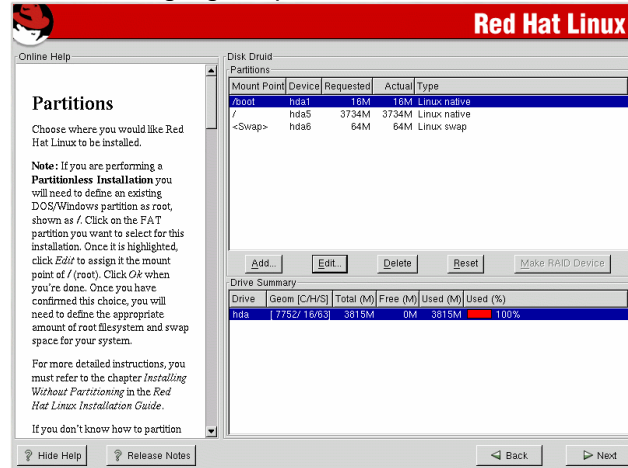 Red Hat Linux
Online Help
Partitions
Choose where you would like Red
Hat Linux to be installed.
Note: If you are performing a
Partitionless Installation you
will need to define an existing
DOS/Windows partition as root,
shown as /. Click on the FAT
partition you want to select for this
installation. Once it is highlighted,
click Edit to assign it the mount
point of / (root). Click Ok when
you're done. Once you have
confirmed this choice, you will
need to define the appropriate
amount of root filesystem and swap
space for your system.
For more detailed instructions, you
must refer to the chapter Installing
Without Partitioning in the Red
Hat Linux Installation Guide.
If you don't know how to partition
Disk Druid
Partitions
Mount Point Device Requested Actual Type
/boot hda1 16M 16M Linux native
/ hda5 3734M 3734M Linux native
<Swap> hda6 64M 64M Linux swap
Add... Edit... Delete Reset Make RAID Device
Drive Summary
Drive Geom [C/H/S] Total (M) Free (M) Used (M) Used (%)
hda [ 7752/ 16/63] 3815M 0M 3815M 100%
Hide Help Release Notes Back Next